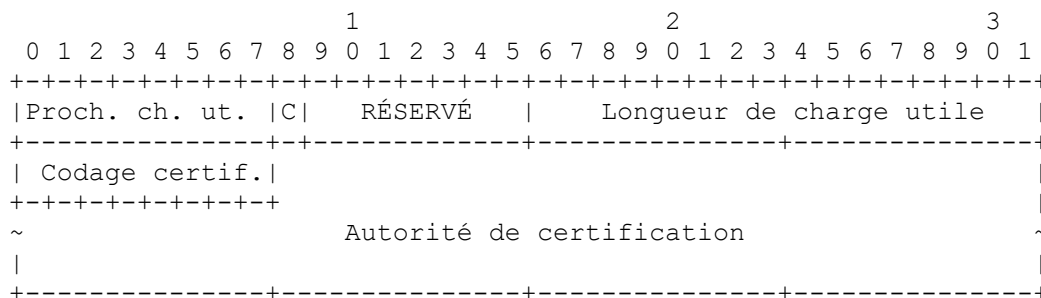 1                   2                   3
 0 1 2 3 4 5 6 7 8 9 0 1 2 3 4 5 6 7 8 9 0 1 2 3 4 5 6 7 8 9 0 1
+-+-+-+-+-+-+-+-+-+-+-+-+-+-+-+-+-+-+-+-+-+-+-+-+-+-+-+-+-+-+-+-+
|Proch. ch. ut. |C|   RÉSERVÉ   |    Longueur de charge utile   |
+---------------+-+-------------+---------------+---------------+
| Codage certif.|                                               |
+-+-+-+-+-+-+-+-+                                               |
~                    Autorité de certification                  ~
|                                                               |
+---------------+---------------+---------------+---------------+